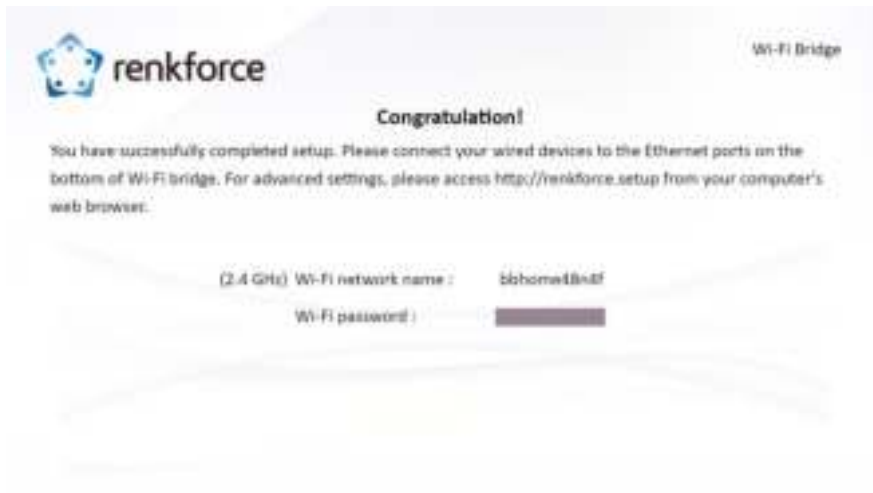 renkforce
Wi-Fi Bridge
Congratulation!
You have successfully completed setup. Please connect your wired devices to the Ethernet ports on the
bottom of Wi-Fi bridge. For advanced settings, please access http://renkforce.setup from your computer's
web browser.
(2.4 GHz) Wi-Fi network name :
Wi-Fi password :